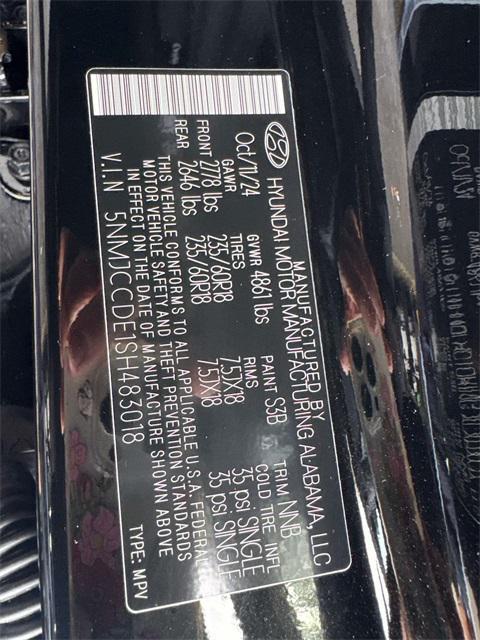 MANUFACTURED BY
HYUNDAI MOTOR MANUFACTURING ALABAMA, LLC
Oct/11/24 GVWR 4861 lbs PAINT S3B TRIM NNB
GAWR TIRES RIMS COLD TIRE INFL
FRONT 2778 lbs 235/60R18 7.5JX18 35 psi SINGLE
REAR 2646 lbs 235/60R18 7.5JX18 35 psi SINGLE
THIS VEHICLE CONFORMS TO ALL APPLICABLE U.S.A. FEDERAL
MOTOR VEHICLE SAFETY, AND THEFT PREVENTION STANDARDS
IN EFFECT ON THE DATE OF MANUFACTURE SHOWN ABOVE
V.I.N 5NMJCCDE1SH483018 TYPE: MPV